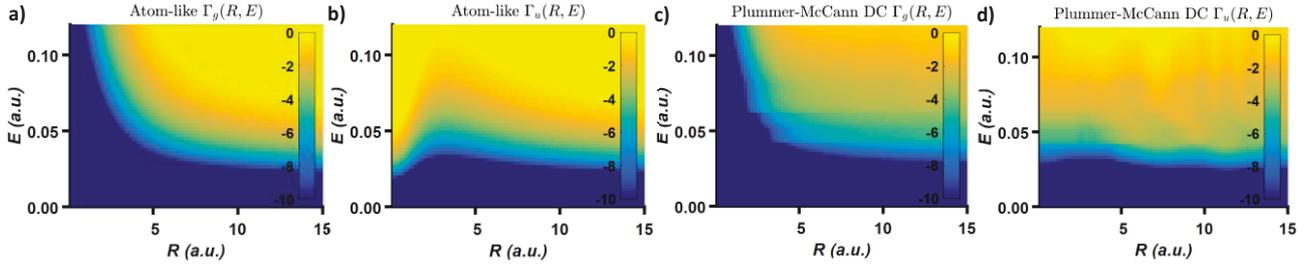 a) Atom-like Γg(R, E)
E (a.u.)
0.10
0.05
0.00
5 10 15
R (a.u.)
0
-2
-4
-6
-8
-10
b) Atom-like Γu(R, E)
E (a.u.)
0.10
0.05
0.00
5 10 15
R (a.u.)
0
-2
-4
-6
-8
-10
c) Plummer-McCann DC Γg(R, E)
E (a.u.)
0.10
0.05
0.00
5 10 15
R (a.u.)
0
-2
-4
-6
-8
-10
d) Plummer-McCann DC Γu(R, E)
E (a.u.)
0.10
0.05
0.00
5 10 15
R (a.u.)
0
-2
-4
-6
-8
-10